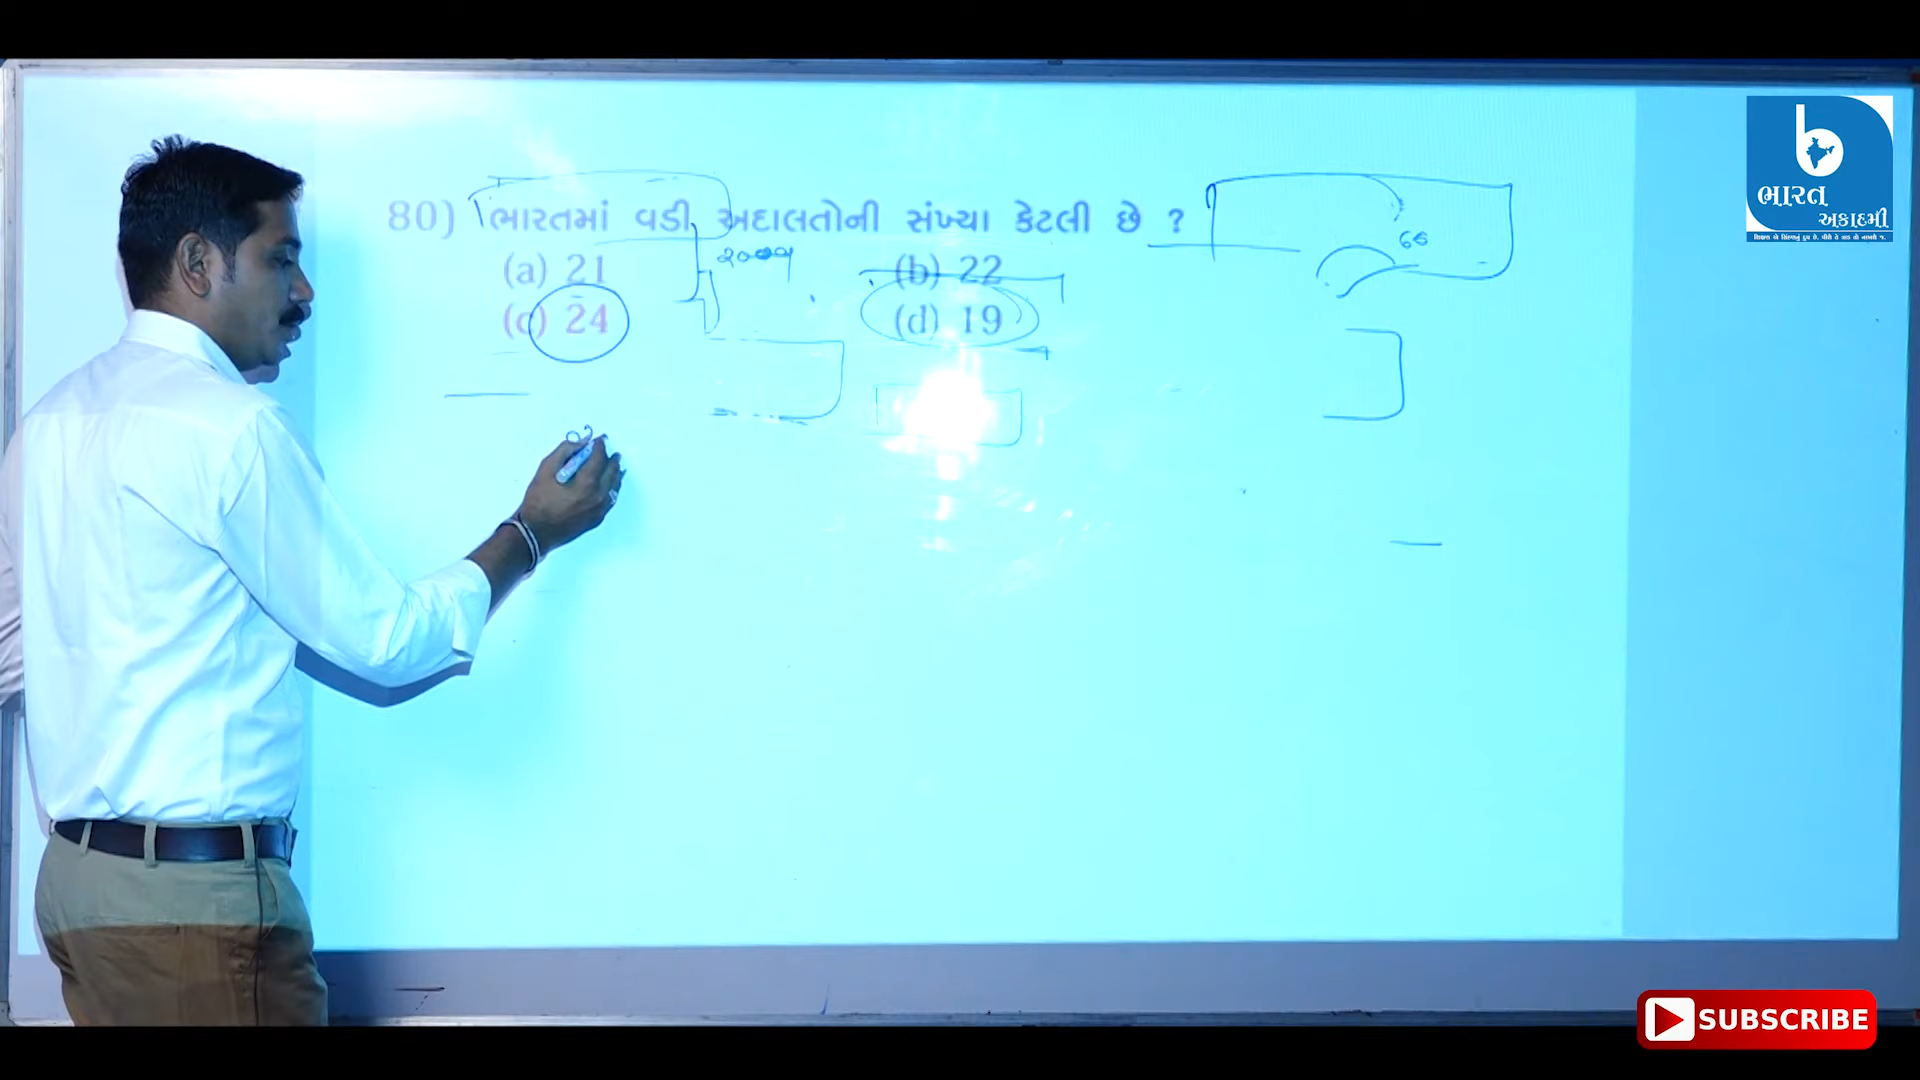 80) ભારતમાં વડી અદાલતોની સંખ્યા કેટલી છે ?
(a) 21 (b) 22
(c) 24 (d) 19
ભારત
અકાદમી
SUBSCRIBE